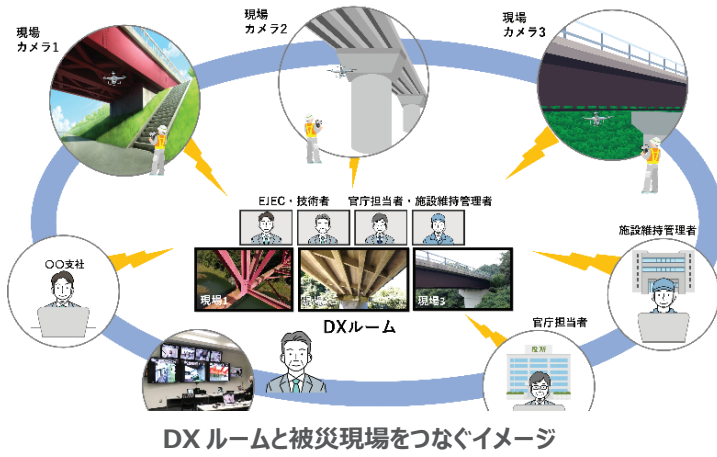 現場
カメラ1
現場
カメラ2
現場
カメラ3
EJEC・技術者
官庁担当者・施設維持管理者
〇〇支社
施設維持管理者
現場1
現場3
DXルーム
官庁担当者
役所
DX ルームと被災現場をつなぐイメージ